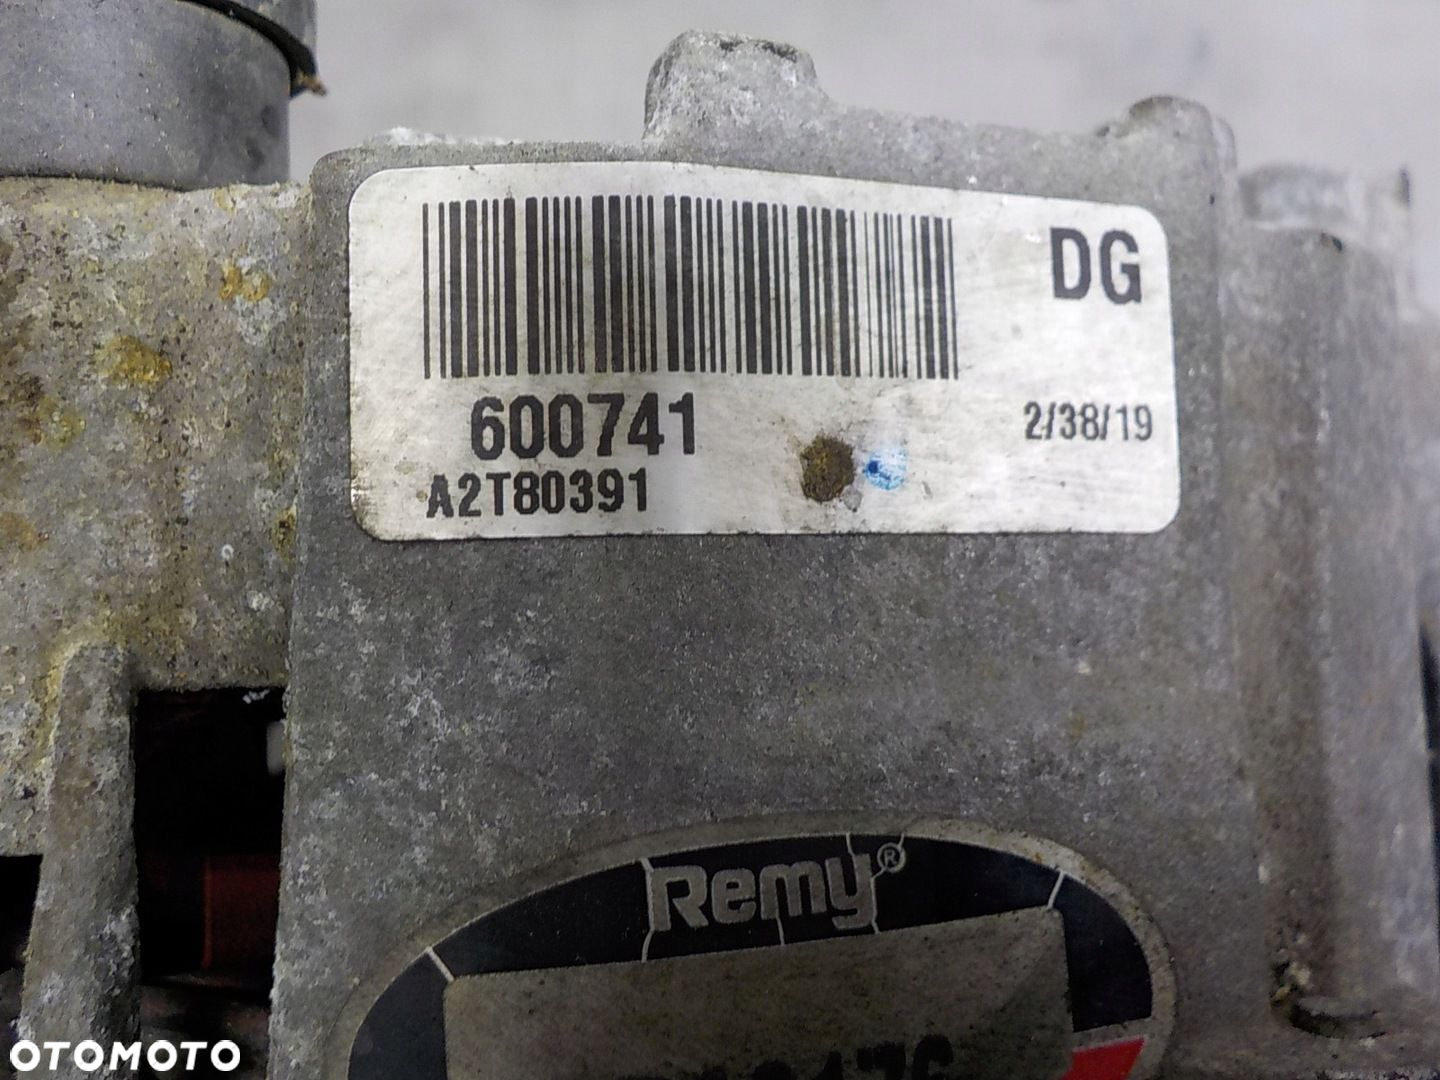 DG
600741
2/38/19
A2T80391
Remy®
OTOMOTO